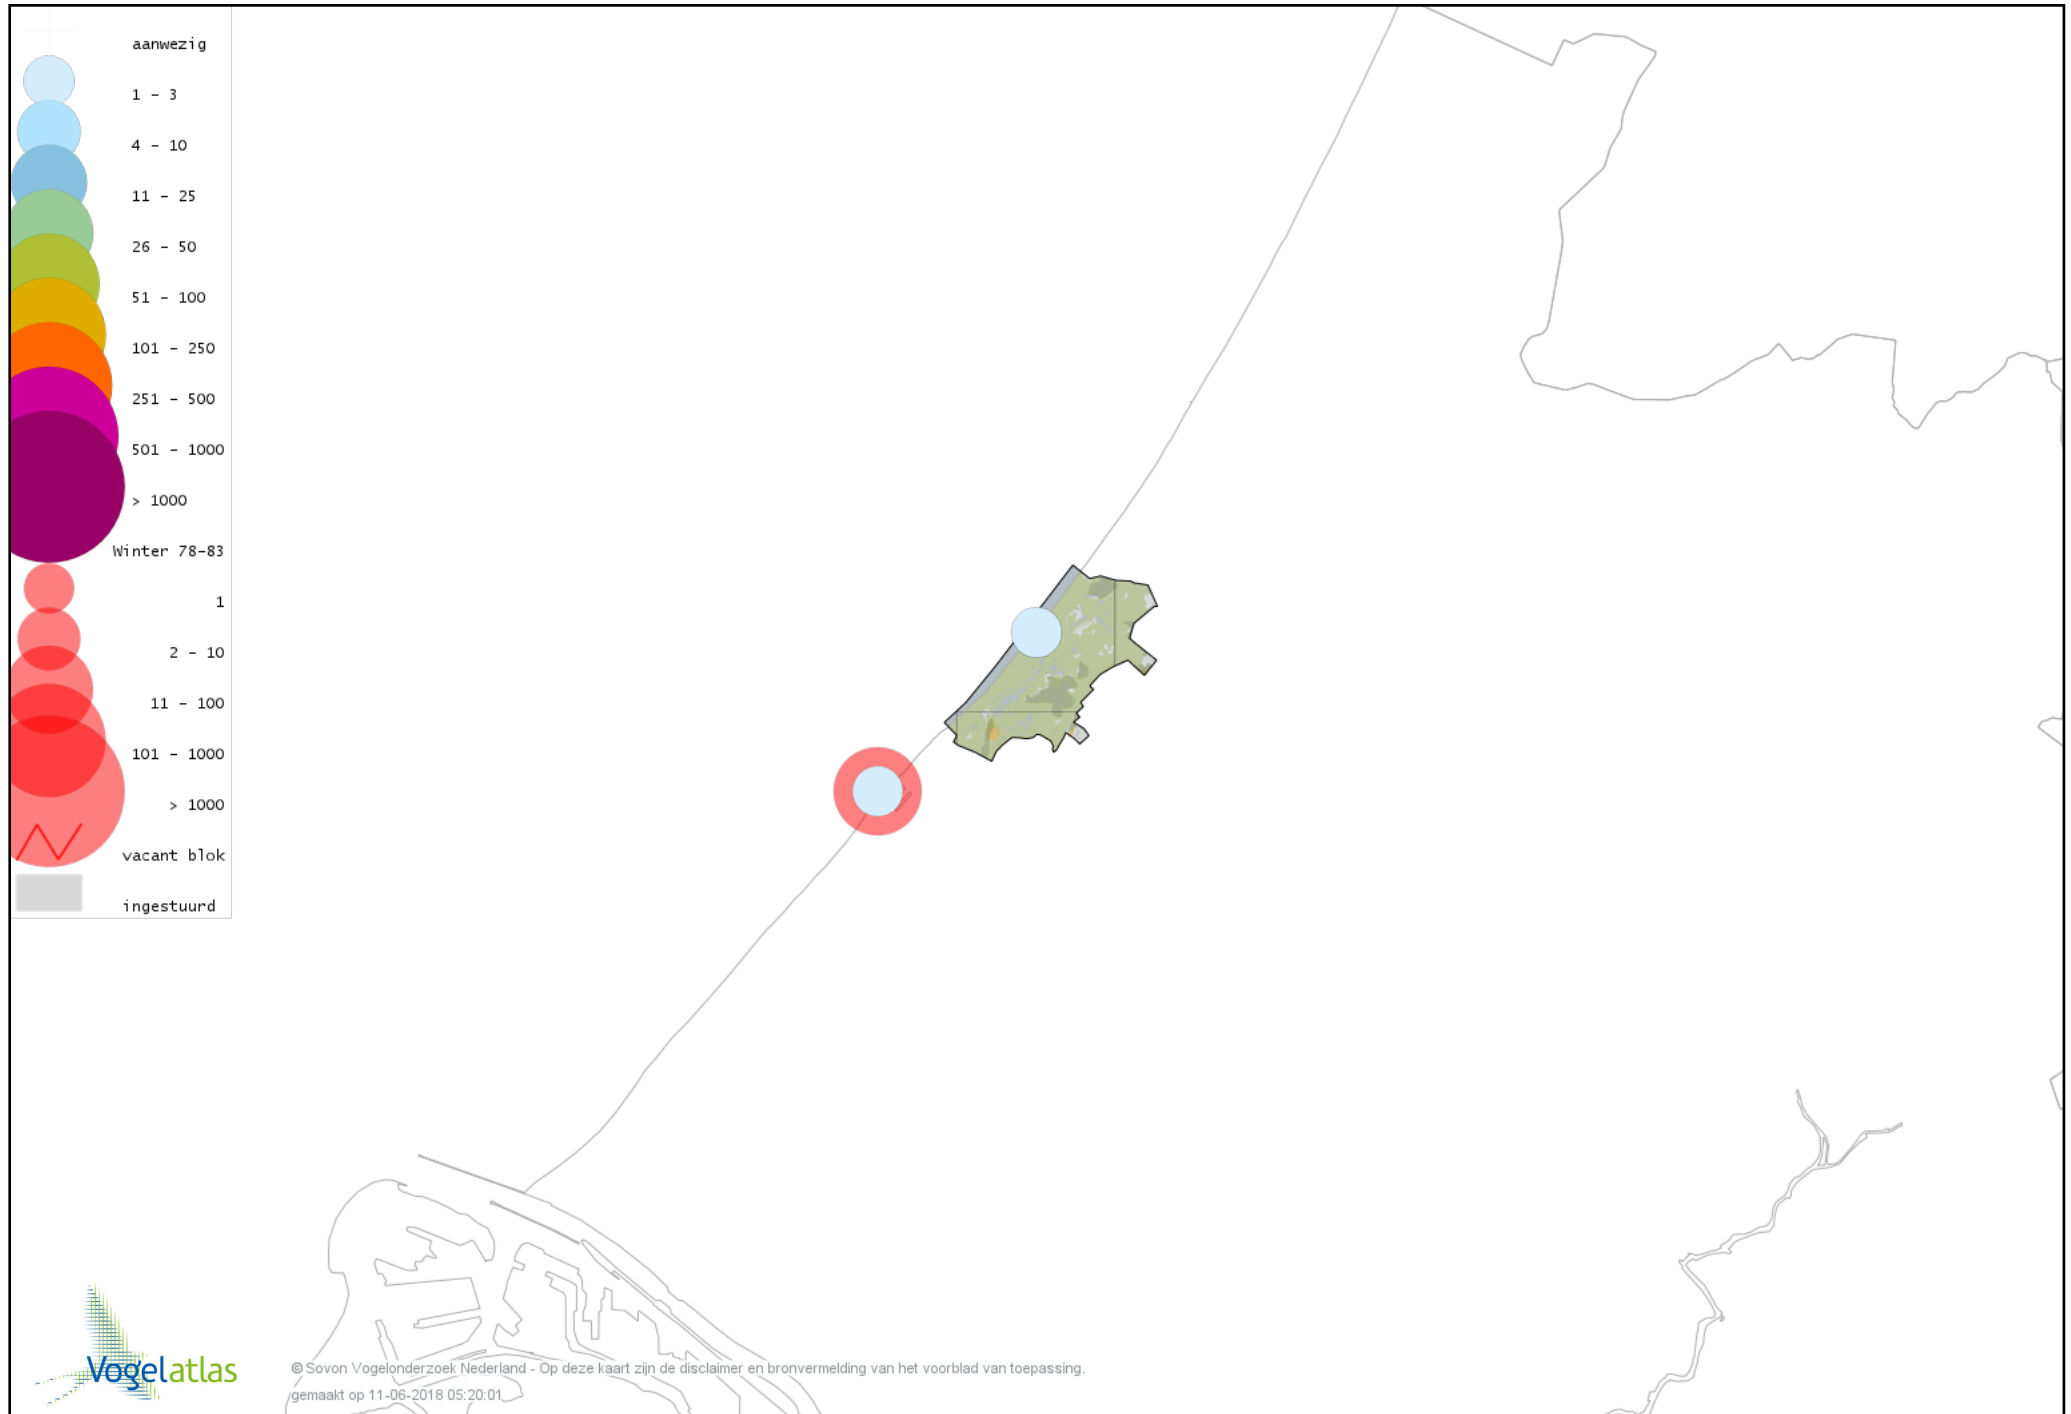 aanwezig
1 - 3
4 - 10
11 - 25
26 - 50
51 - 100
101 - 250
251 - 500
501 - 1000
> 1000
Winter 78-83
1
2 - 10
11 - 100
101 - 1000
> 1000
vacant blok
ingestuurd
Vogelatlas
© Sovon Vogelonderzoek Nederland - Op deze kaart zijn de disclaimer en bronvermelding van het voorblad van toepassing.
gemaakt op 11-06-2018 05:20:01